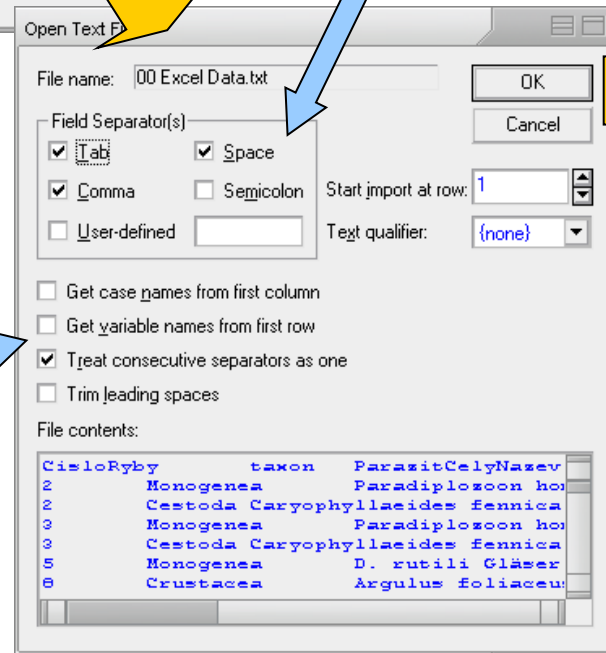 Open Text
File name: 00 Excel Data.txt
OK
Cancel
Field Separator(s)
Tab Space
Comma Semicolon
User-defined
Start import at row: 1
Text qualifier: {none}
Get case names from first column
Get variable names from first row
Treat consecutive separators as one
Trim leading spaces
File contents:
CisloRyby taxon ParazitCelyNazev
2 Monogenea Paradiplozoon hom
2 Cestoda Caryophyllaeides fennica
3 Monogenea Paradiplozoon hom
3 Cestoda Caryophyllaeides fennica
5 Monogenea D. rutili Gläser
8 Crustacea Argulus foliaceus